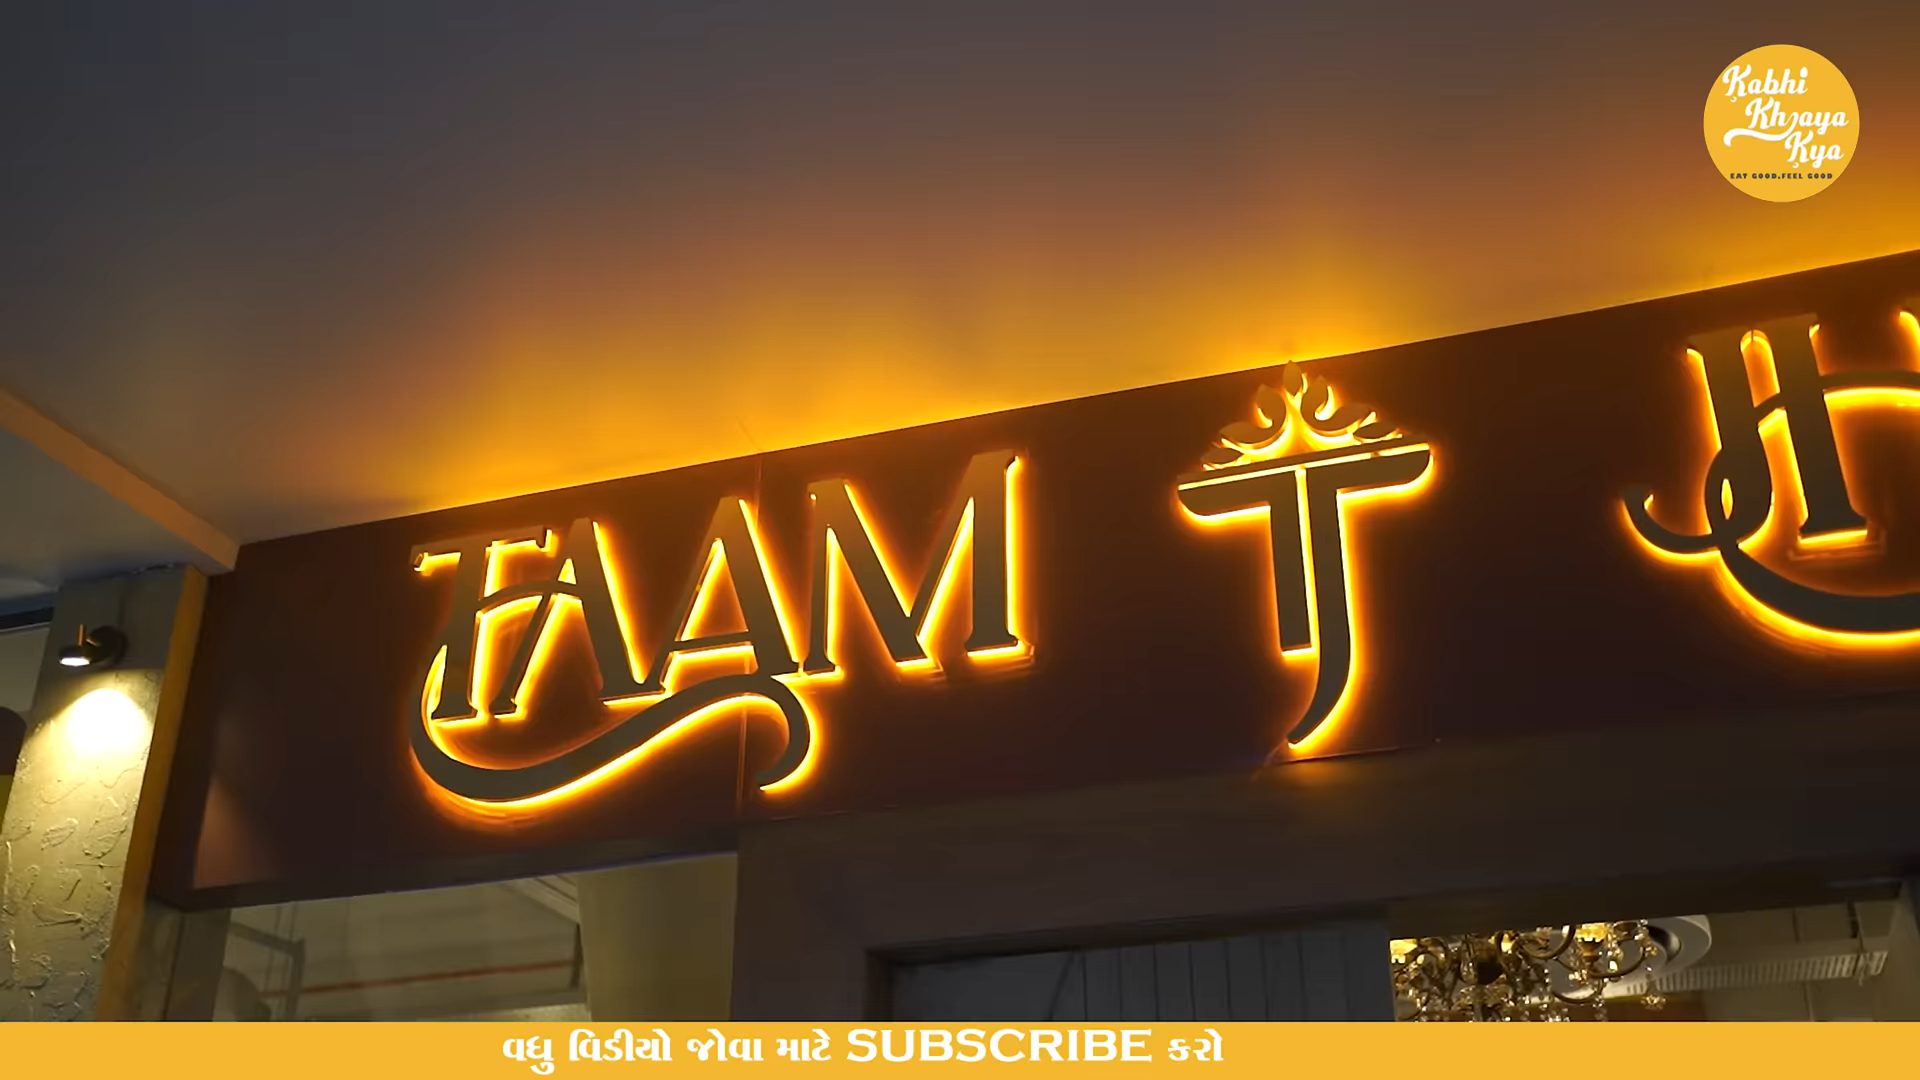 Kabhi
Khaaya
Kya
EAT GOOD.FEEL GOOD
TAAM
T
વધુ વિડીયો જોવા માટે SUBSCRIBE કરો